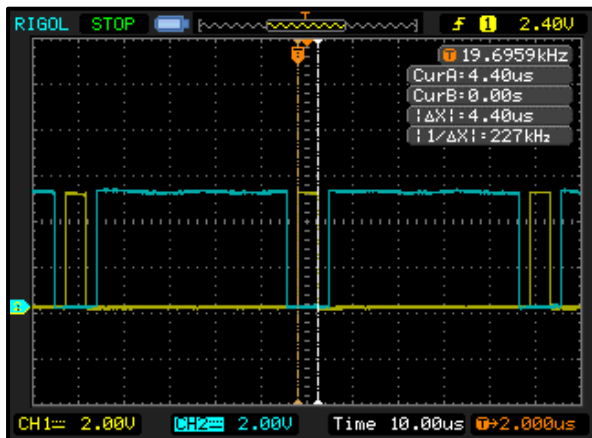 RIGOL STOP T f 1 2.40V
T 19.6959kHz
CurA=4.40us
CurB=0.00s
|ΔX|=4.40us
|1/ΔX|=227kHz
CH1 2.00V CH2 2.00V Time 10.00us T→2.000us